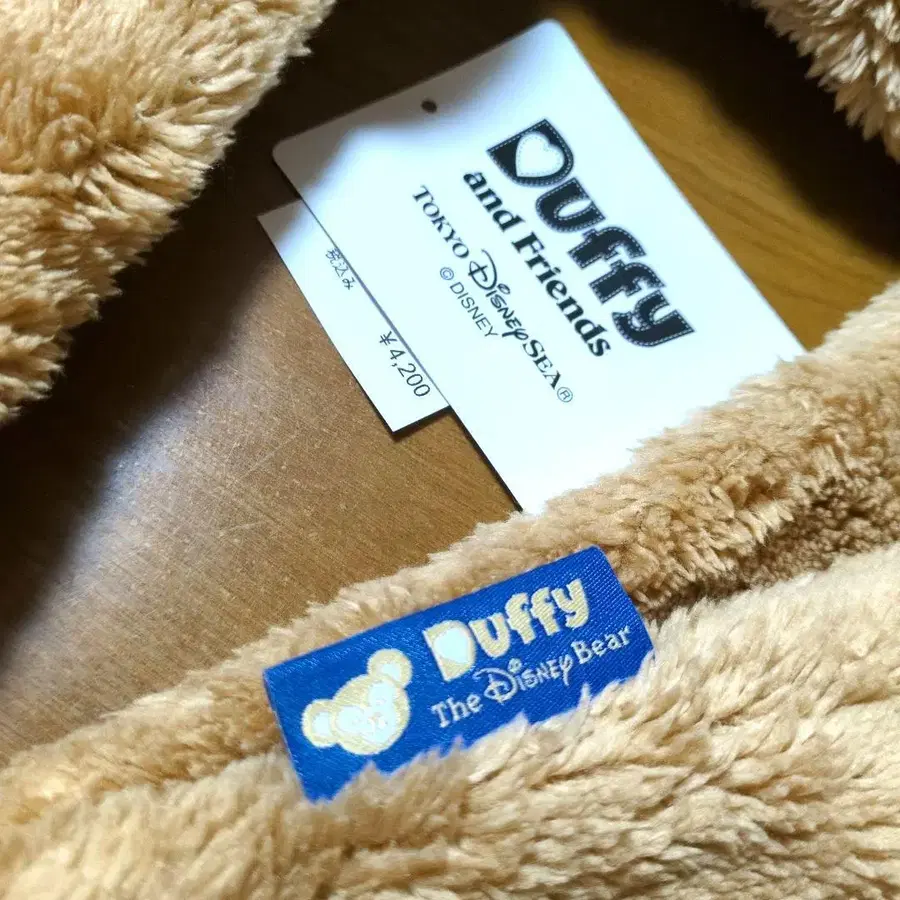 Duffy
and Friends
TOKYO DISNEYSEA®
© DISNEY
税込み
¥4,200
Duffy
The Disney Bear